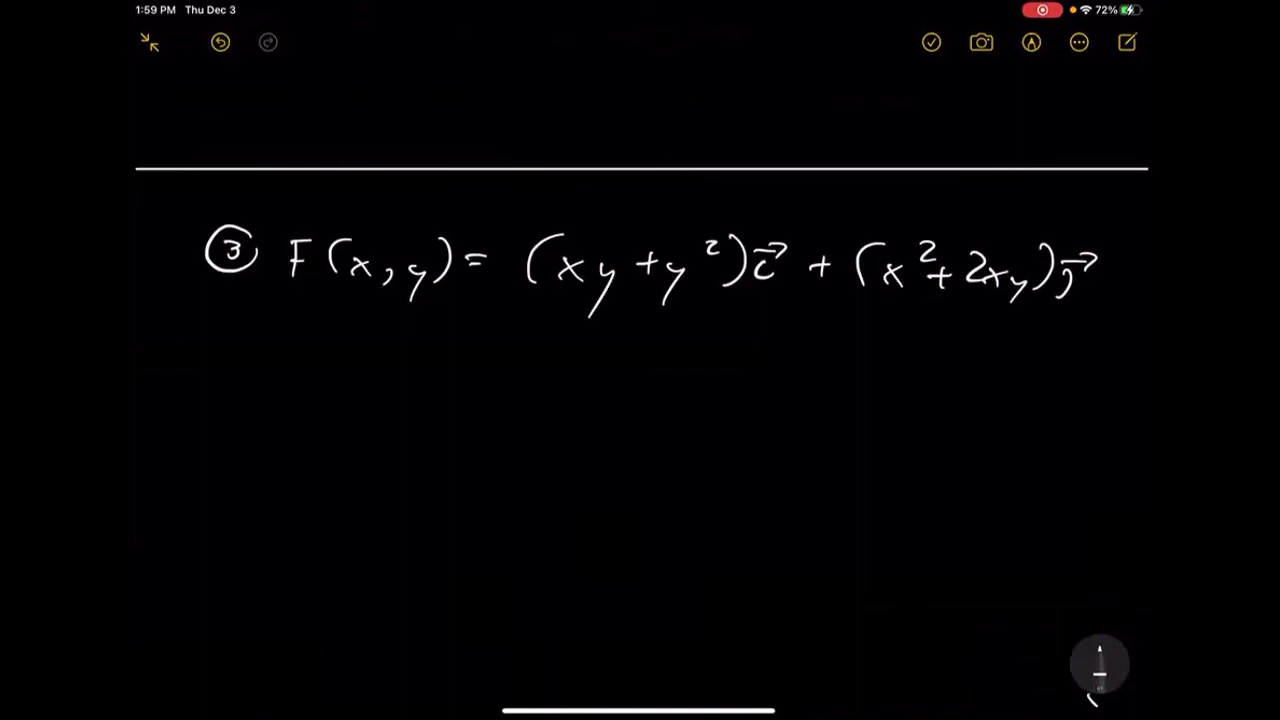 1:59 PM Thu Dec 3 72%
③ F(x,y) = (xy + y²)i⃗ + (x² + 2xy)j⃗